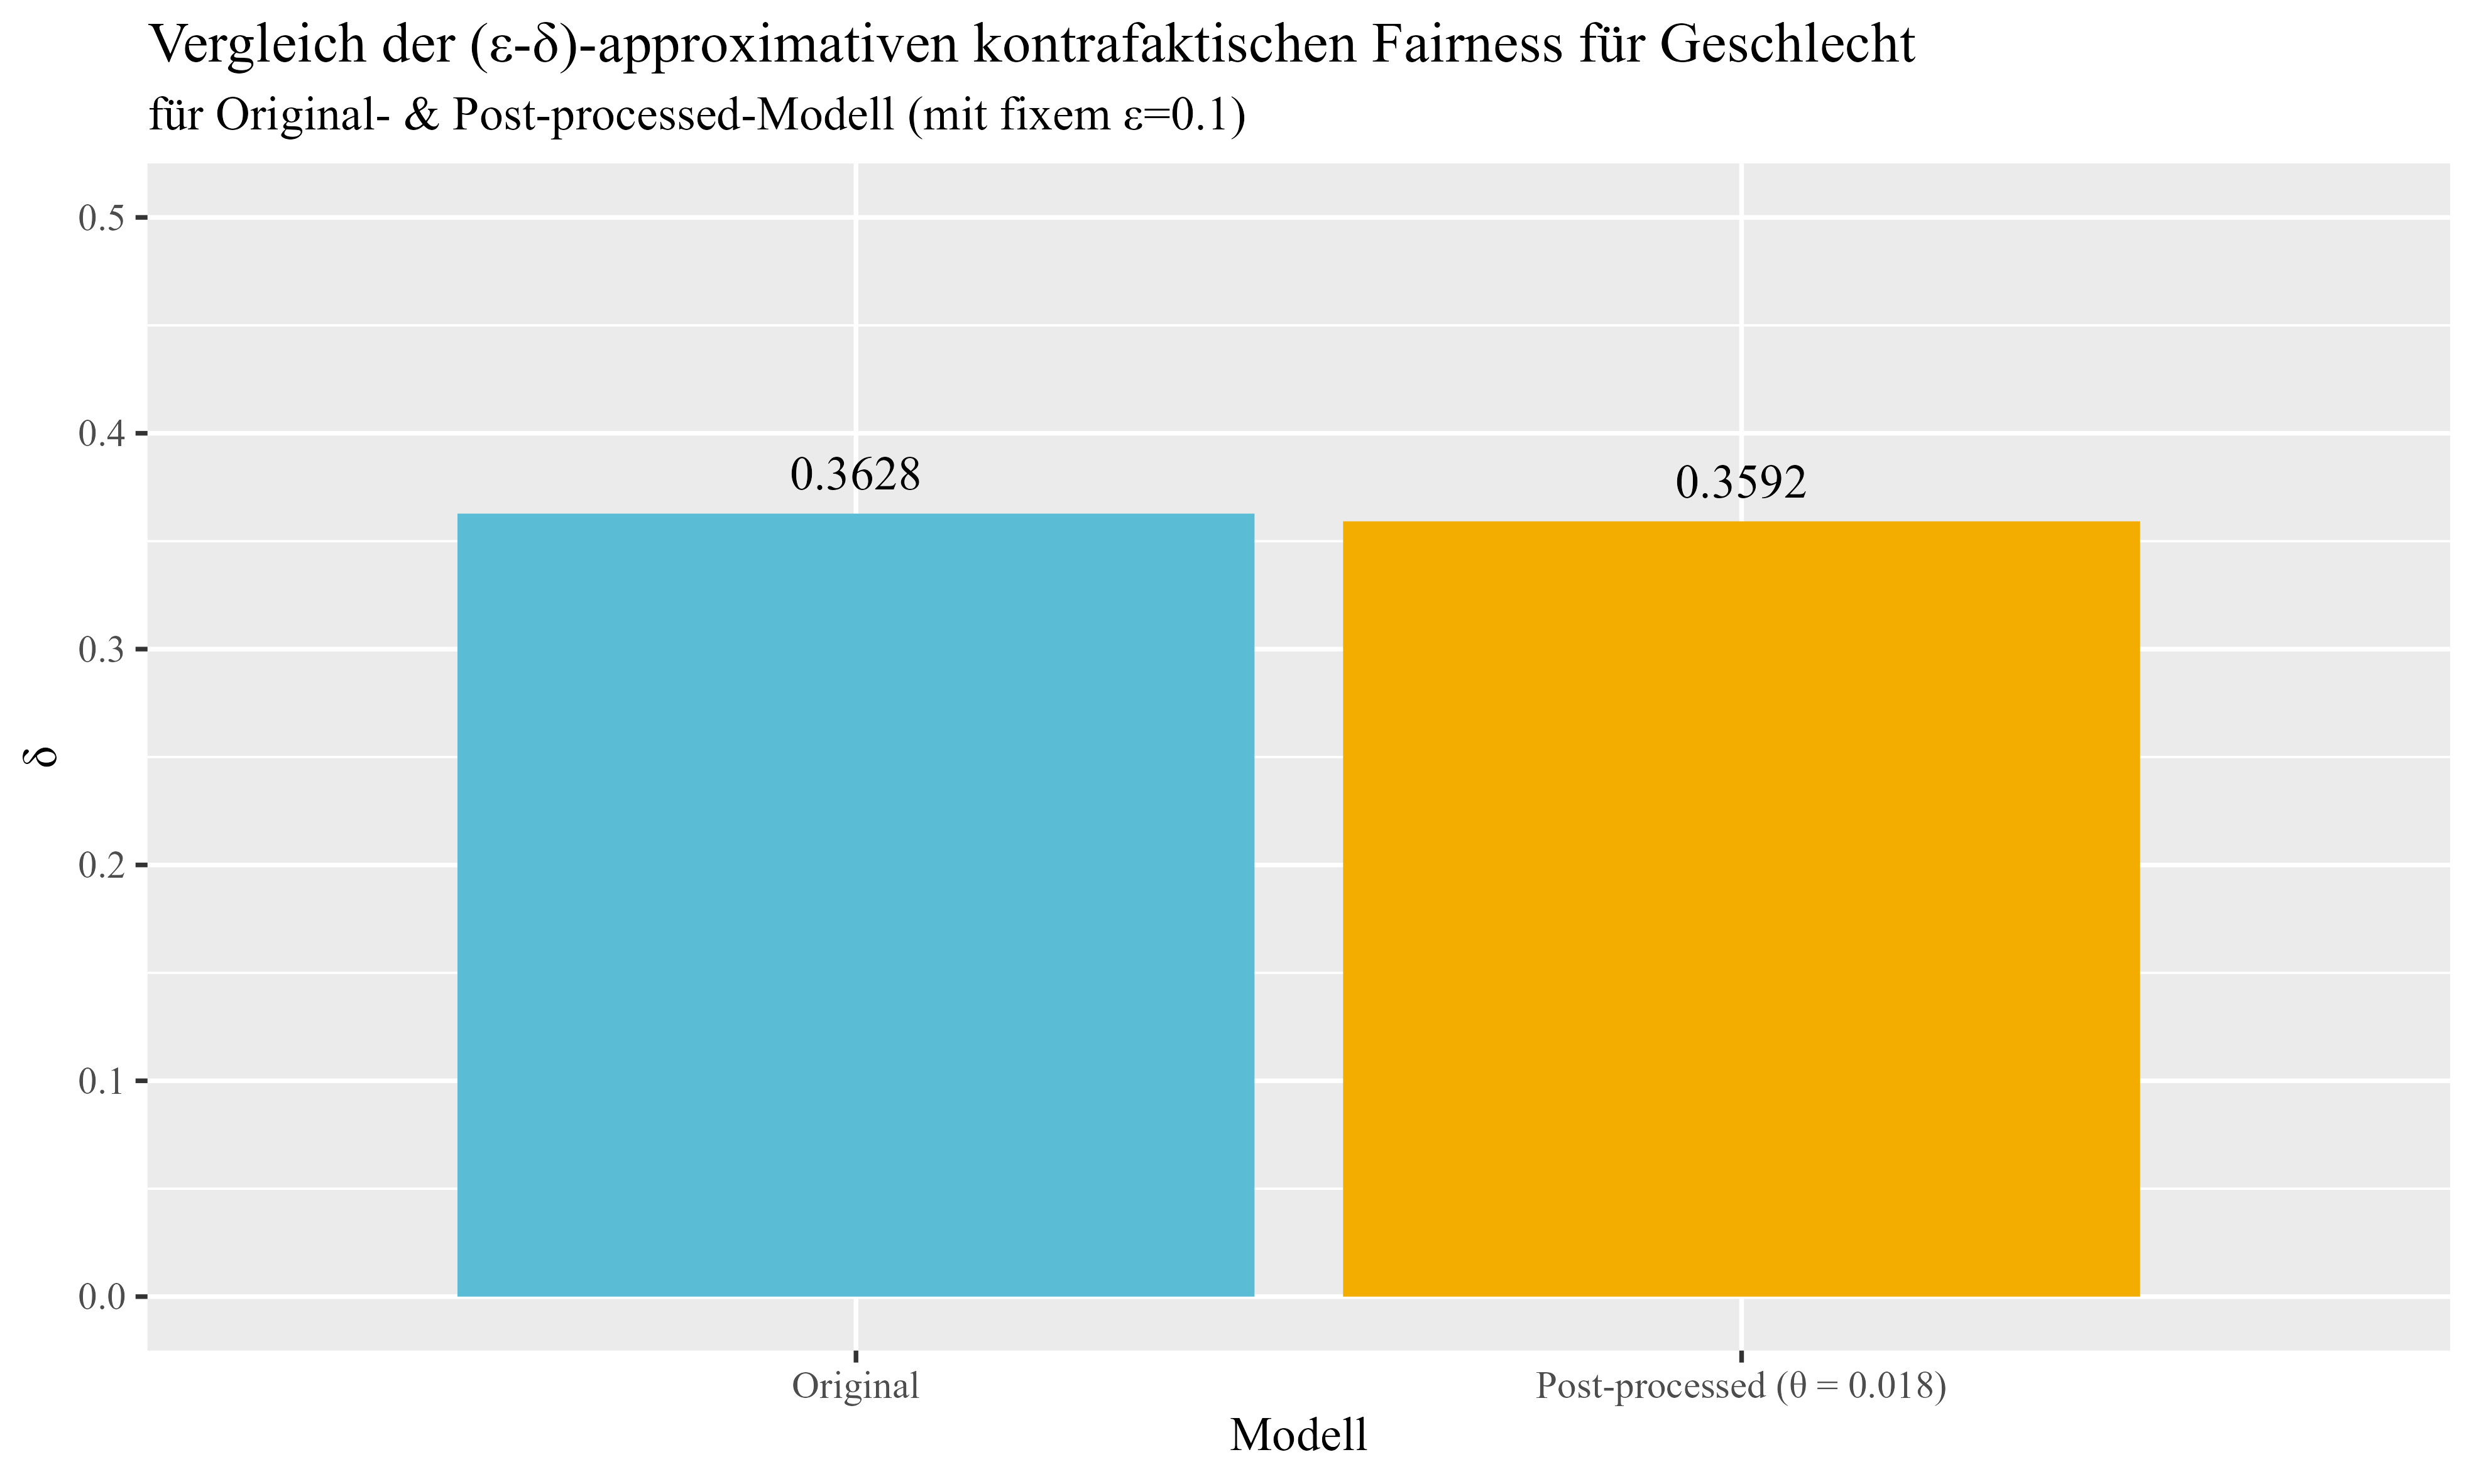 Vergleich der (ε-δ)-approximativen kontrafaktischen Fairness für Geschlecht
für Original- & Post-processed-Modell (mit fixem ε=0.1)
0.5
0.4
0.3628
0.3592
0.3
δ
0.2
0.1
0.0
Original
Post-processed (θ = 0.018)
Modell